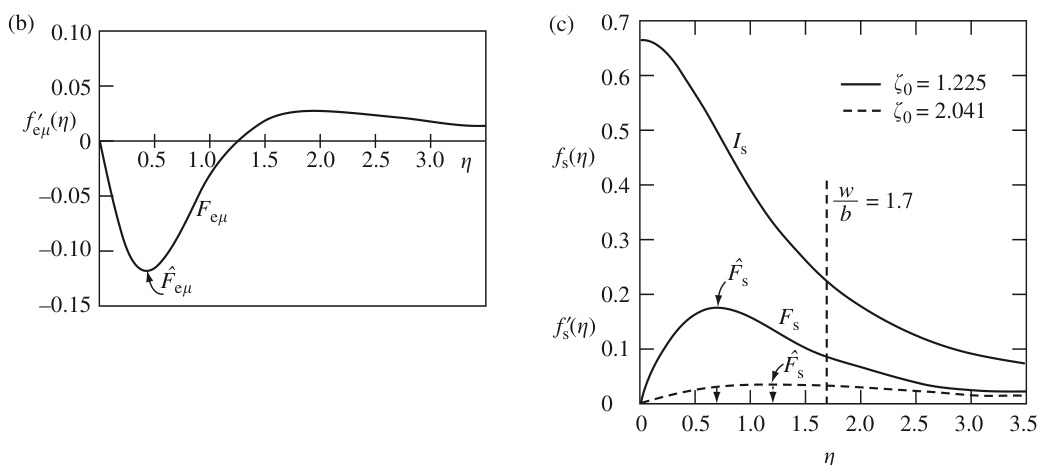 (b)
0.10
0.05
f′eμ(η)
0
–0.05
–0.10
–0.15
0.5 1.0 1.5 2.0 2.5 3.0 η
Feμ
F̂eμ
(c)
0.7
0.6
0.5
fs(η)
0.4
0.3
0.2
fs′(η)
0.1
0
ζ0 = 1.225
ζ0 = 2.041
Is
w/b = 1.7
F̂s
Fs
F̂s
0 0.5 1.0 1.5 2.0 2.5 3.0 3.5
η